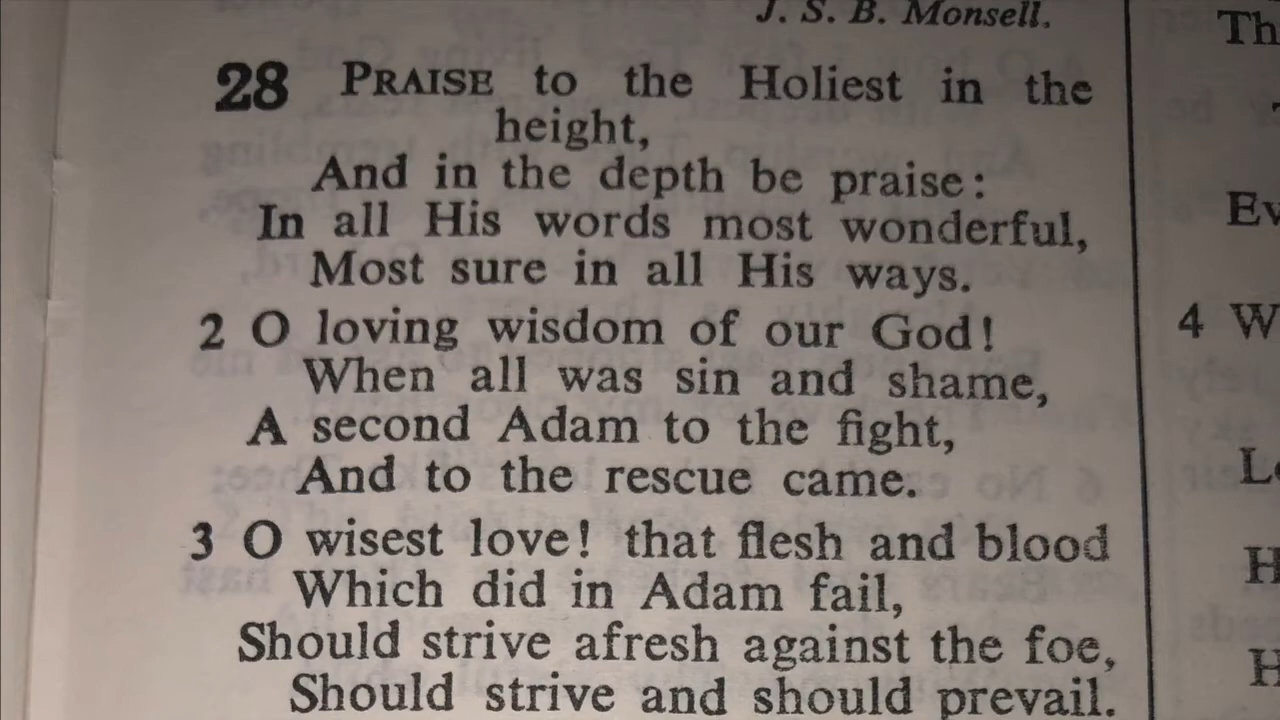 J. S. B. Monsell.
28 PRAISE to the Holiest in the
height,
And in the depth be praise:
In all His words most wonderful,
Most sure in all His ways.
2 O loving wisdom of our God!
When all was sin and shame,
A second Adam to the fight,
And to the rescue came.
3 O wisest love! that flesh and blood
Which did in Adam fail,
Should strive afresh against the foe,
Should strive and should prevail.
4